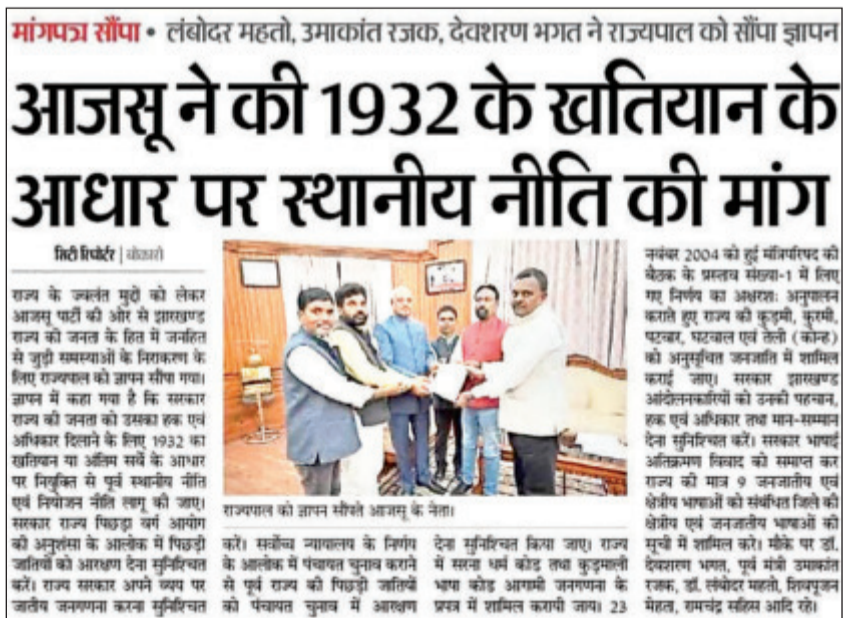 मांगपत्र सौंपा • लंबोदर महतो, उमाकांत रजक, देवशरण भगत ने राज्यपाल को सौंपा ज्ञापन
आजसू ने की 1932 के खतियान के
आधार पर स्थानीय नीति की मांग
सिटी रिपोर्टर | बोकारो
राज्य के ज्वलंत मुद्दों को लेकर
आजसू पार्टी की ओर से झारखण्ड
राज्य की जनता के हित में जनहित
से जुड़ी समस्याओं के निराकरण के
लिए राज्यपाल को ज्ञापन सौंपा गया।
ज्ञापन में कहा गया है कि सरकार
राज्य की जनता को उसका हक एवं
अधिकार दिलाने के लिए 1932 का
खतियान या अंतिम सर्वे के आधार
पर नियुक्ति से पूर्व स्थानीय नीति
एवं नियोजन नीति लागू की जाए।
सरकार राज्य पिछड़ा वर्ग आयोग
की अनुशंसा के आलोक में पिछड़ी
जातियों को आरक्षण देना सुनिश्चित
करें। राज्य सरकार अपने व्यय पर
जातीय जनगणना करना सुनिश्चित
राज्यपाल को ज्ञापन सौंपते आजसू के नेता।
करें। सर्वोच्च न्यायालय के निर्णय
के आलोक में पंचायत चुनाव कराने
से पूर्व राज्य की पिछड़ी जातियों
को पंचायत चुनाव में आरक्षण
देना सुनिश्चित किया जाए। राज्य
में सरना धर्म कोड तथा कुड़माली
भाषा कोड आगामी जनगणना के
प्रपत्र में शामिल करायी जाय। 23
नवंबर 2004 को हुई मंत्रिपरिषद की
बैठक के प्रस्ताव संख्या-1 में लिए
गए निर्णय का अक्षरशः अनुपालन
कराते हुए राज्य की कुड़मी, कुरमी,
घटवार, घटवाल एवं तेली (कोन्ह)
को अनुसूचित जनजाति में शामिल
कराई जाए। सरकार झारखण्ड
आंदोलनकारियों को उनकी पहचान,
हक एवं अधिकार तथा मान-सम्मान
देना सुनिश्चित करें। सरकार भाषाई
अतिक्रमण विवाद को समाप्त कर
राज्य की मात्र 9 जनजातीय एवं
क्षेत्रीय भाषाओं को संबंधित जिले की
क्षेत्रीय एवं जनजातीय भाषाओं की
सूची में शामिल करे। मौके पर डॉ.
देवशरण भगत, पूर्व मंत्री उमाकांत
रजक, डॉ. लंबोदर महतो, शिवपूजन
मेहता, रामचंद्र सहिस आदि रहे।